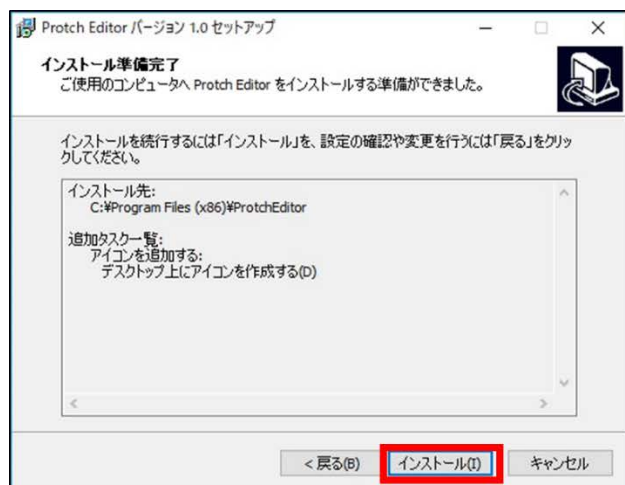 Protch Editor バージョン 1.0 セットアップ
インストール準備完了
ご使用のコンピュータへ Protch Editor をインストールする準備ができました。
インストールを続行するには「インストール」を、設定の確認や変更を行うには「戻る」をクリッ
クしてください。
インストール先:
C:¥Program Files (x86)¥ProtchEditor
追加タスク一覧:
アイコンを追加する:
デスクトップ上にアイコンを作成する(D)
< 戻る(B) インストール(I) キャンセル